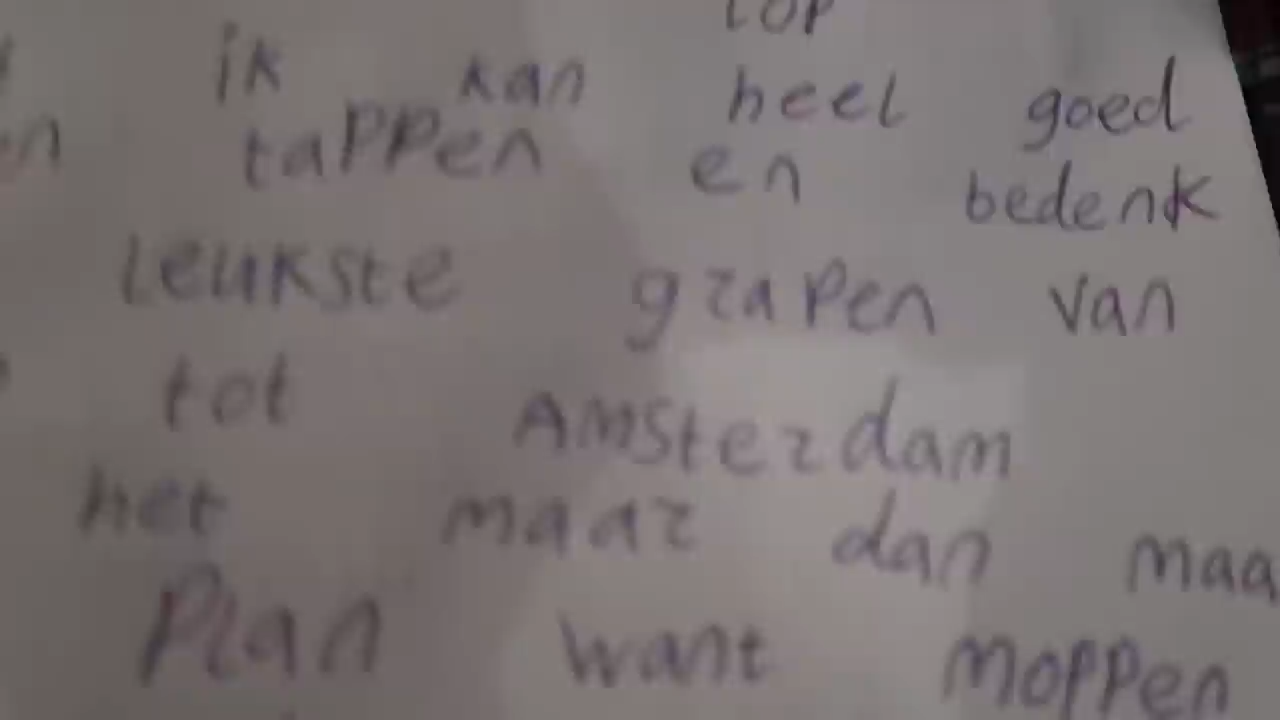 top
ik kan heel goed
tappen en bedenk
leukste grapen van
tot Amsterdam
het maar dan maa
Plan want moppen